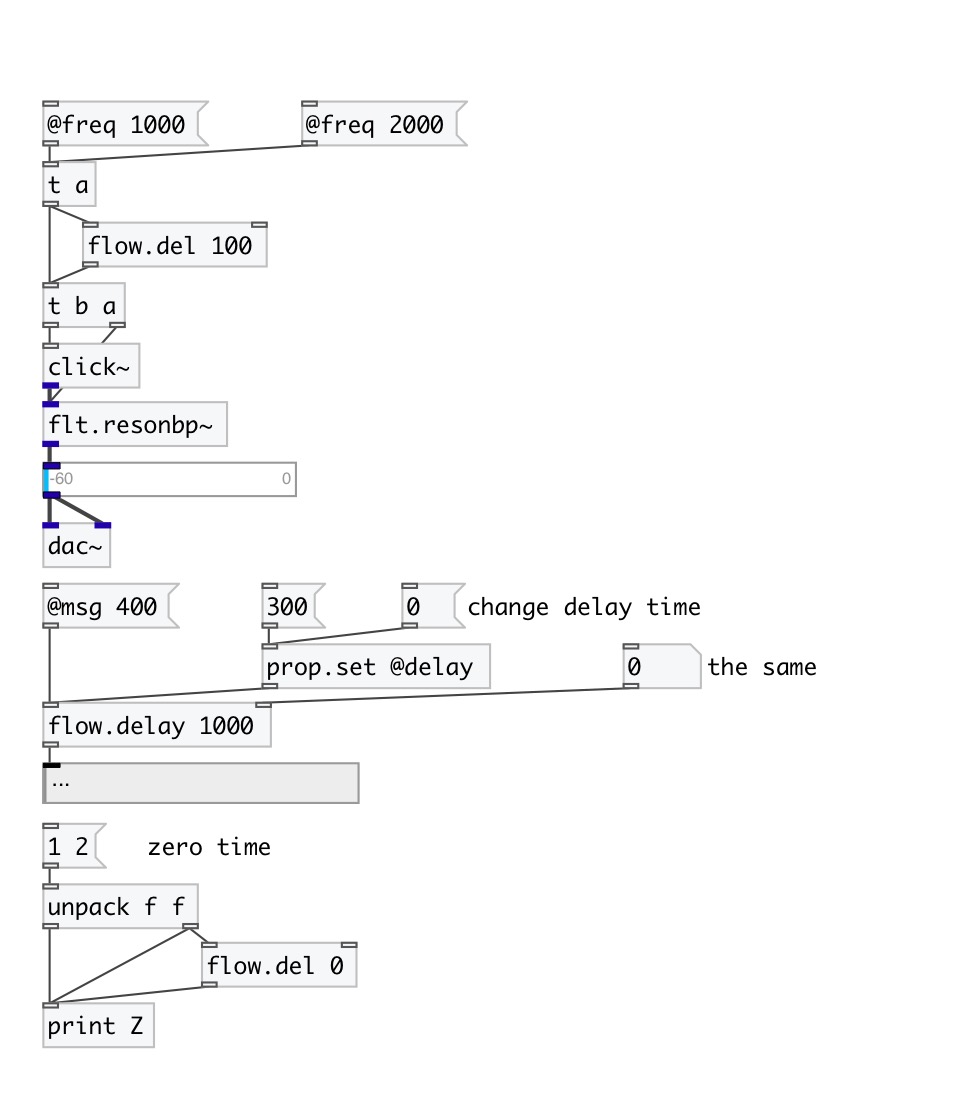 @freq 1000 @freq 2000
t a
flow.del 100
t b a
click~
flt.resonbp~
-60 0
dac~
@msg 400 300 0 change delay time
prop.set @delay 0 the same
flow.delay 1000
...
1 2 zero time
unpack f f
flow.del 0
print Z